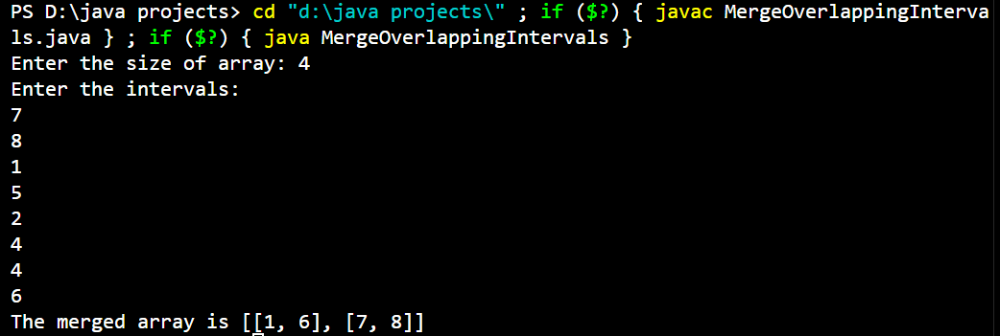 PS D:\java projects> cd "d:\java projects\" ; if ($?) { javac MergeOverlappingInterva
ls.java } ; if ($?) { java MergeOverlappingIntervals }
Enter the size of array: 4
Enter the intervals:
7
8
1
5
2
4
4
6
The merged array is [[1, 6], [7, 8]]